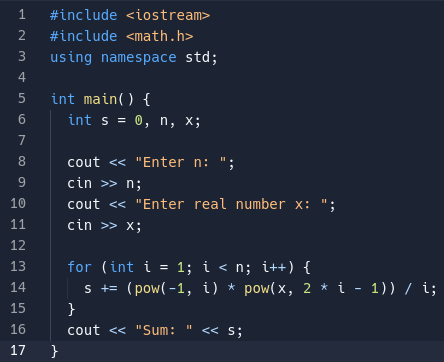 1 #include <iostream>
2 #include <math.h>
3 using namespace std;
4
5 int main() {
6   int s = 0, n, x;
7
8   cout << "Enter n: ";
9   cin >> n;
10   cout << "Enter real number x: ";
11   cin >> x;
12
13   for (int i = 1; i < n; i++) {
14     s += (pow(-1, i) * pow(x, 2 * i - 1)) / i;
15   }
16   cout << "Sum: " << s;
17 }